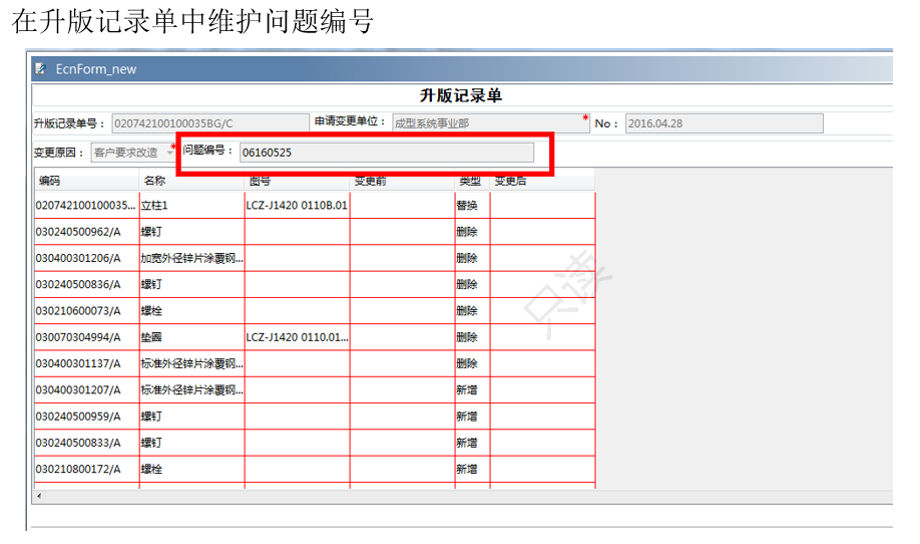 在升版记录单中维护问题编号
EcnForm_new
升版记录单
升版记录单号： 020742100100035BG/C 申请变更单位： 成型系统事业部 * No： 2016.04.28
变更原因： 客户要求改造 * 问题编号： 06160525
编码 名称 图号 变更前 类型 变更后
020742100100035... 立柱1 LCZ-J1420 0110B.01 替换
030240500962/A 螺钉 删除
030400301206/A 加宽外径锌片涂覆钢... 删除
030240500836/A 螺钉 删除
030210600073/A 螺栓 删除
030070304994/A 垫圈 LCZ-J1420 0110.01... 删除
030400301137/A 标准外径锌片涂覆钢... 删除
030400301207/A 标准外径锌片涂覆钢... 新增
030240500959/A 螺钉 新增
030240500833/A 螺钉 新增
030210800172/A 螺栓 新增
只读